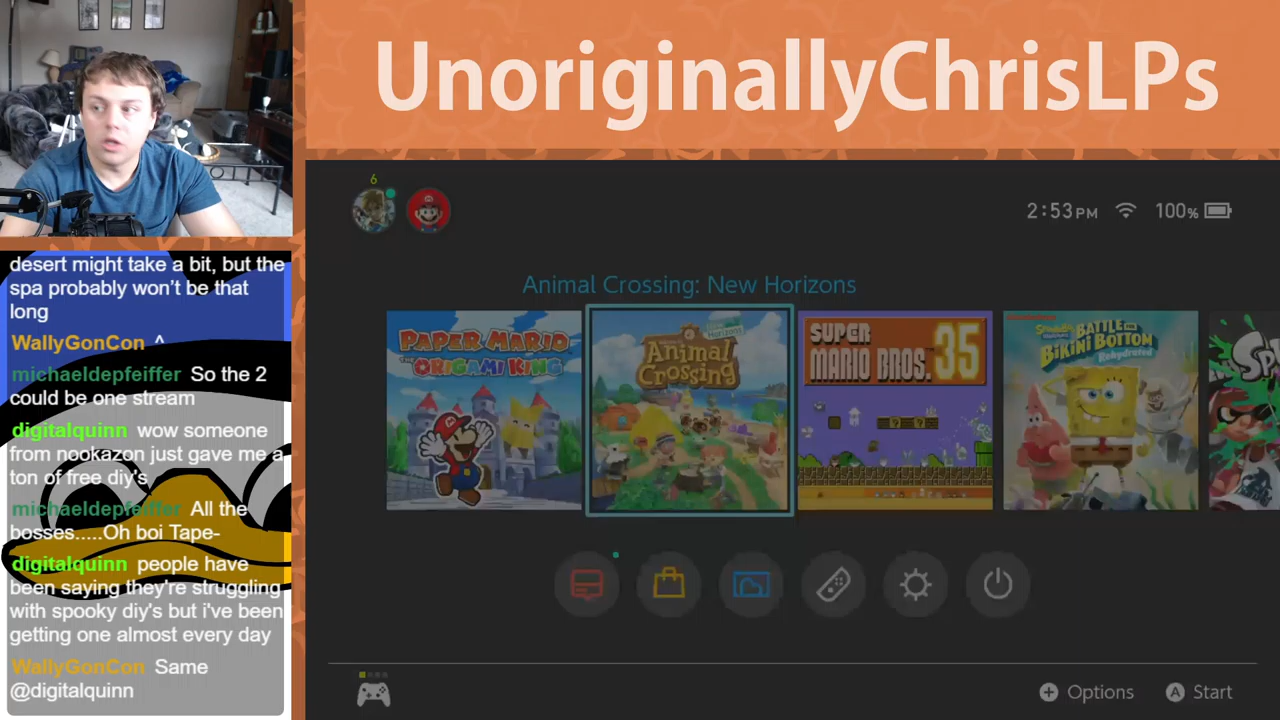 UnoriginallyChrisLPs
desert might take a bit, but the
spa probably won't be that
long
WallyGonCon ^
michaeldepfeiffer So the 2
could be one stream
digitalquinn wow someone
from nookazon just gave me a
ton of free diy's
michaeldepfeiffer All the
bosses.....Oh boi Tape-
digitalquinn people have
been saying they're struggling
with spooky diy's but i've been
getting one almost every day
WallyGonCon Same
@digitalquinn
6
2:53 PM
100%
Animal Crossing: New Horizons
PAPER MARIO
THE ORIGAMI KING
Animal
Crossing
New
Horizons
SUPER
MARIO BROS. 35
SpongeBob
SquarePants
BATTLE FOR
BIKINI BOTTOM
Rehydrated
Options
Start